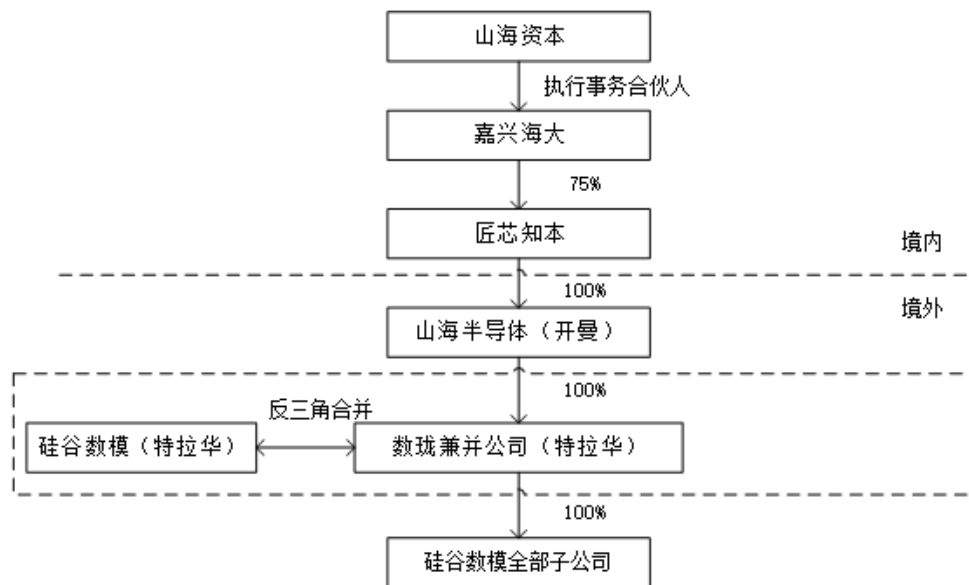 山海资本
执行事务合伙人
嘉兴海大
75%
匠芯知本
境内
100%
境外
山海半导体（开曼）
100%
反三角合并
硅谷数模（特拉华）
数珑兼并公司（特拉华）
100%
硅谷数模全部子公司